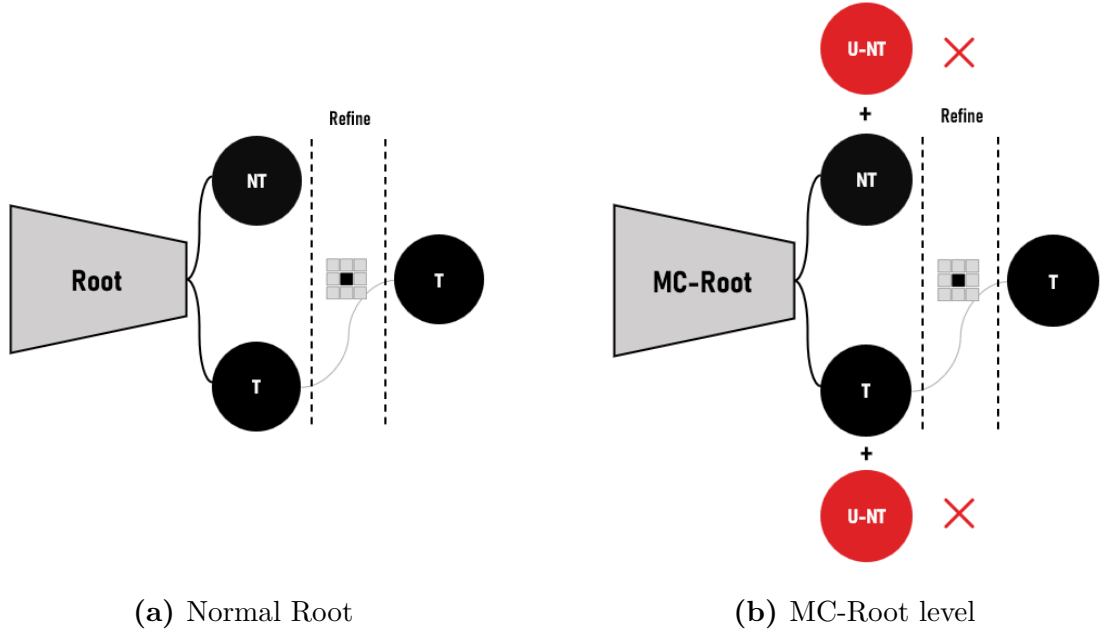 Refine
NT
Root
T
T
(a) Normal Root
U-NT
+
Refine
NT
MC-Root
T
T
+
U-NT
(b) MC-Root level